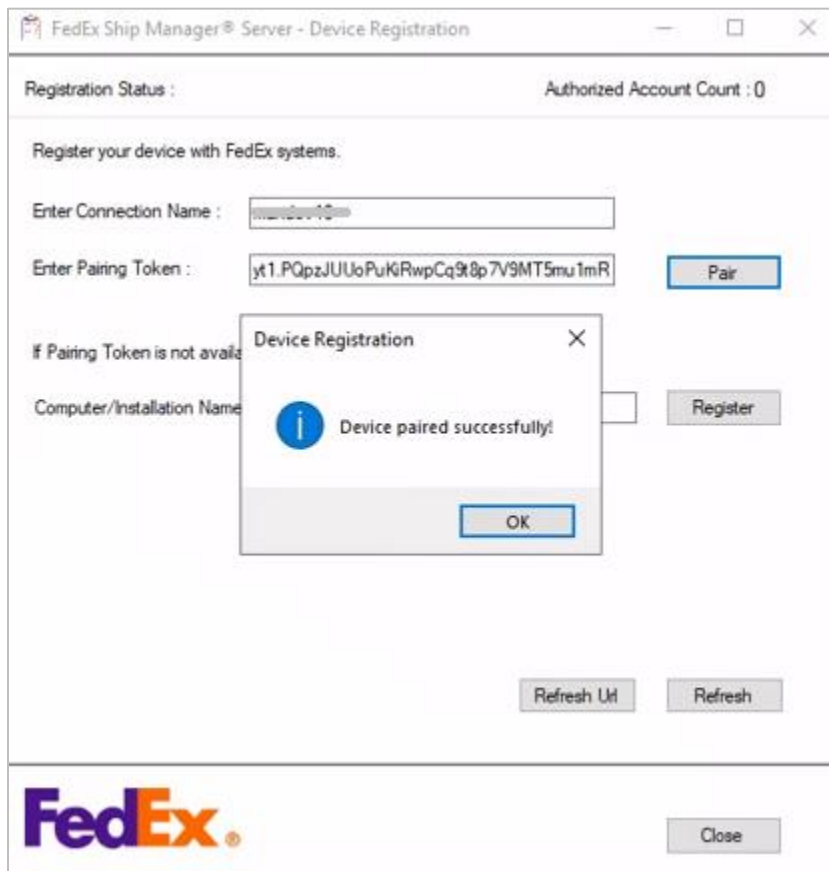 FedEx Ship Manager® Server - Device Registration
Registration Status :
Authorized Account Count : 0
Register your device with FedEx systems.
Enter Connection Name :
Enter Pairing Token : yt1.PQpzJUUoPuKiRwpCq9t8p7V9MT5mu1mR
Pair
Device Registration
If Pairing Token is not
Device paired successfully!
Computer/Installation Name
Register
OK
Refresh Url
Refresh
FedEx®
Close